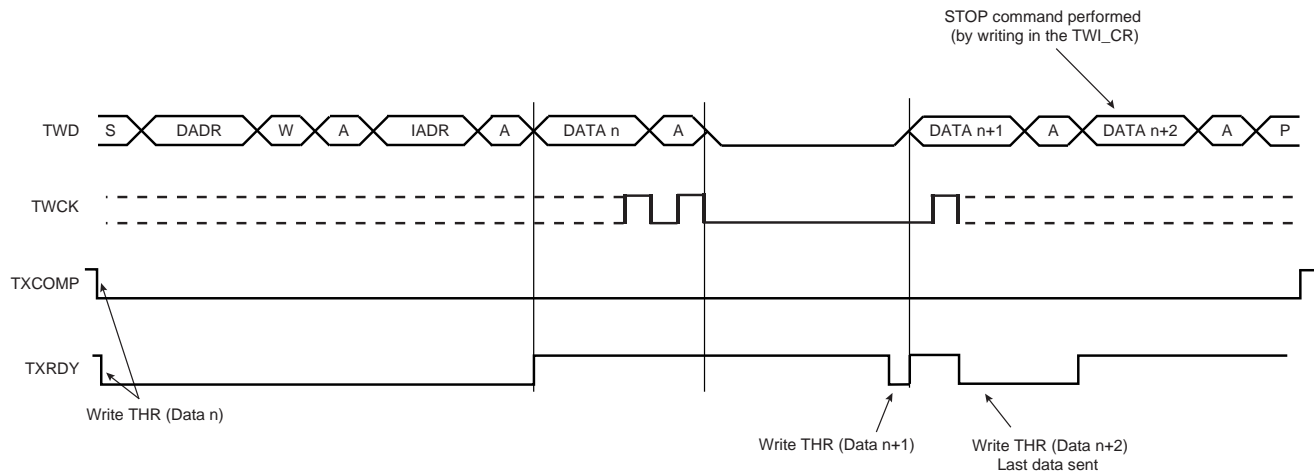 STOP command performed
(by writing in the TWI_CR)
TWD S DADR W A IADR A DATA n A DATA n+1 A DATA n+2 A P
TWCK
TXCOMP
TXRDY
Write THR (Data n)
Write THR (Data n+1)
Write THR (Data n+2)
Last data sent